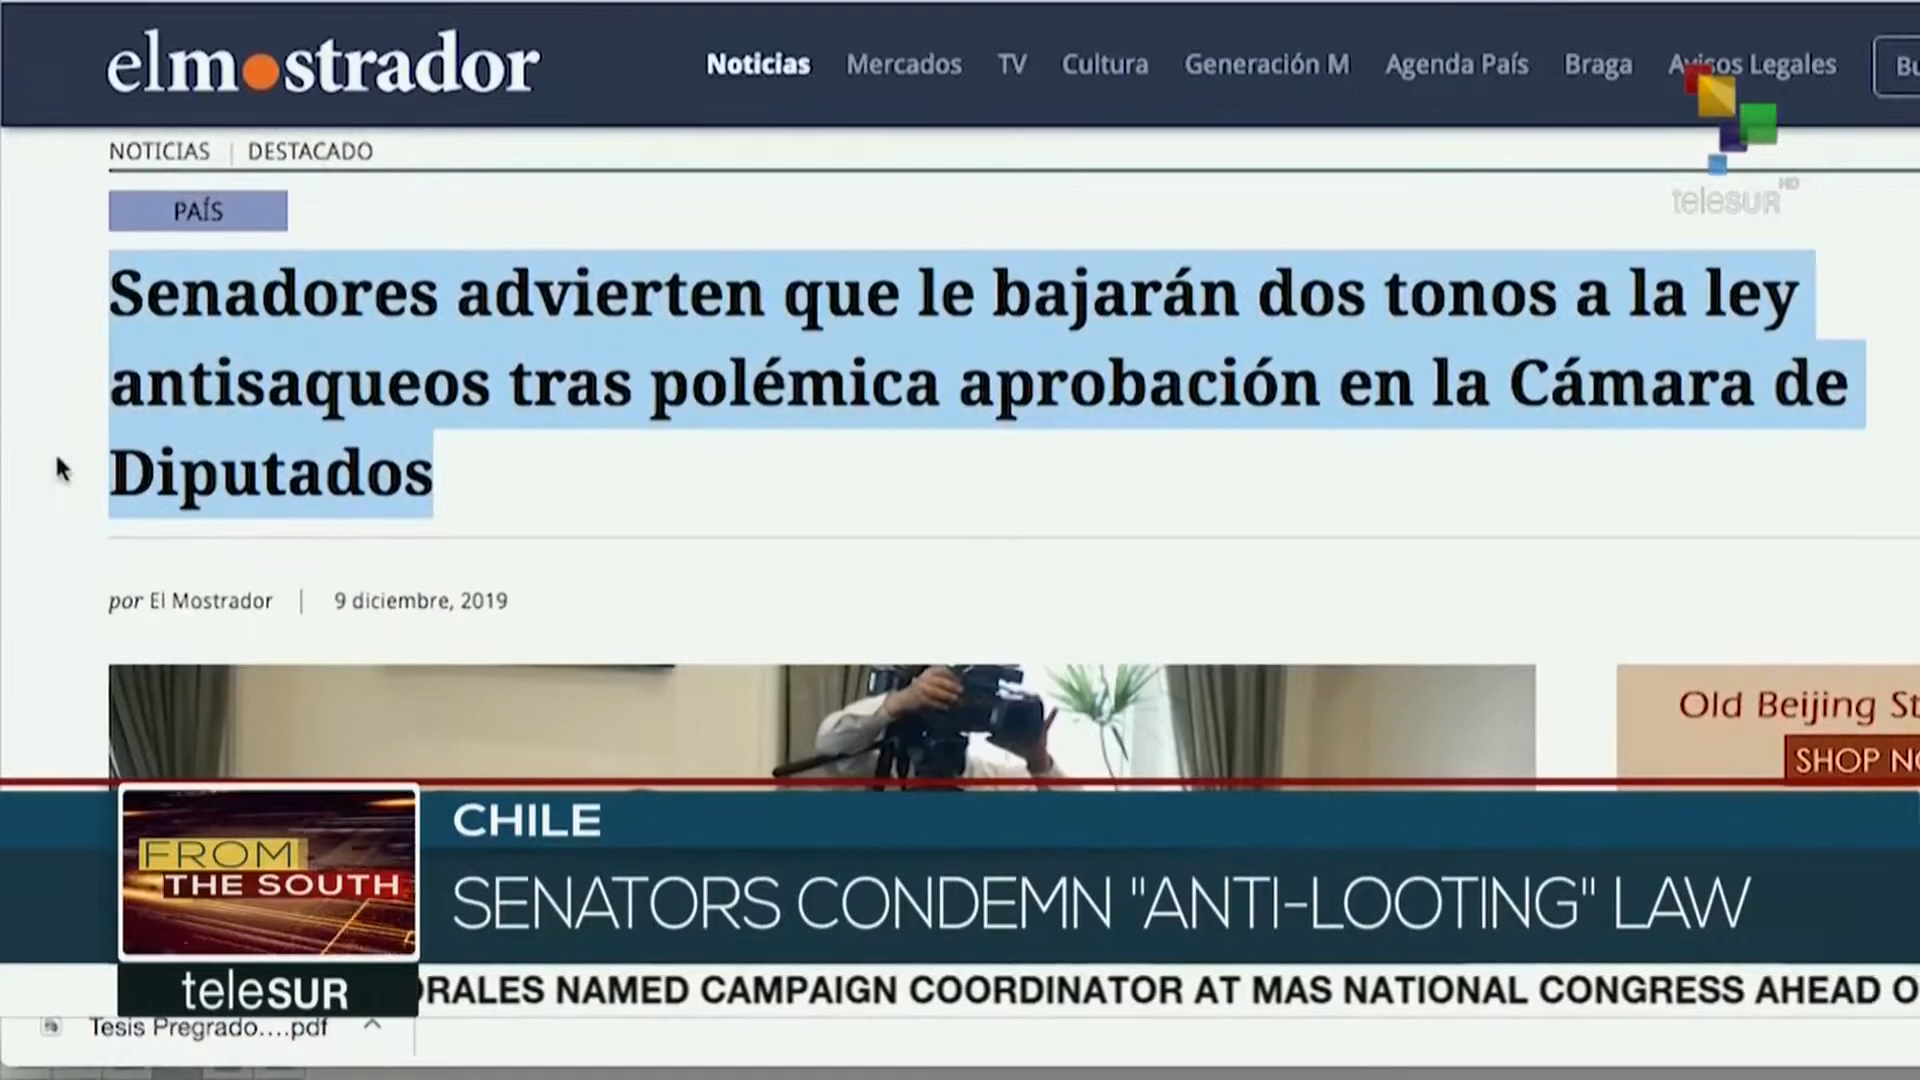 elmostrador
Noticias Mercados TV Cultura Generación M Agenda País Braga Avisos Legales
NOTICIAS | DESTACADO
teleSUR HD
PAÍS
Senadores advierten que le bajarán dos tonos a la ley
antisaqueos tras polémica aprobación en la Cámara de
Diputados
por El Mostrador | 9 diciembre, 2019
Old Beijing
SHOP
CHILE
FROM
THE SOUTH
SENATORS CONDEMN "ANTI-LOOTING" LAW
teleSUR
RALES NAMED CAMPAIGN COORDINATOR AT MAS NATIONAL CONGRESS AHEAD O
Tesis Pregrado....pdf